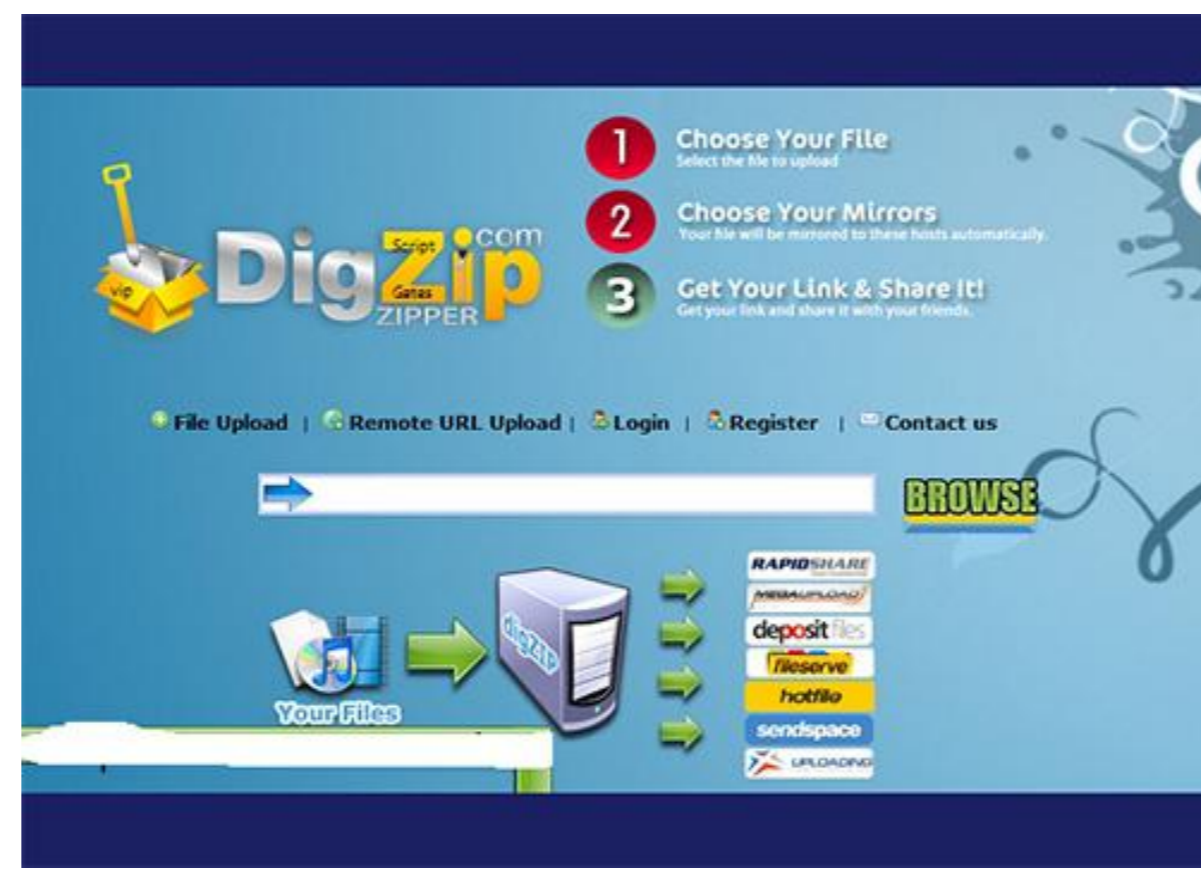 1 Choose Your File
Select the file to upload
2 Choose Your Mirrors
Your file will be mirrored to these hosts automatically.
3 Get Your Link & Share It!
Get your link and share it with your friends.
vip
DigZip.com
Script
Gates
ZIPPER
File Upload | Remote URL Upload | Login | Register | Contact us
BROWSE
Your Files
digZIP
RAPIDSHARE
MEGAUPLOAD
deposit files
fileserve
hotfile
sendspace
UPLOADING